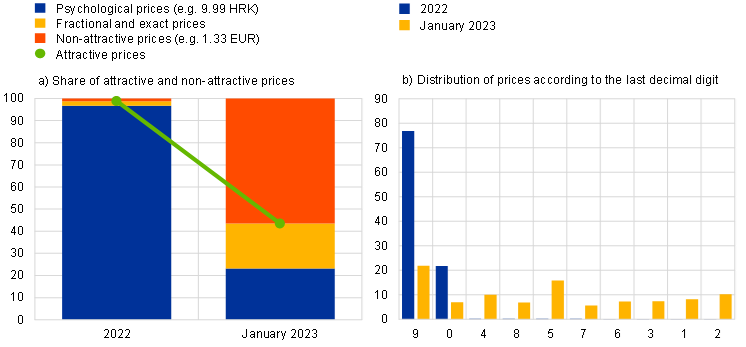 Psychological prices (e.g. 9.99 HRK)
Fractional and exact prices
Non-attractive prices (e.g. 1.33 EUR)
Attractive prices
2022
January 2023
a) Share of attractive and non-attractive prices
100
90
80
70
60
50
40
30
20
10
0
2022 January 2023
b) Distribution of prices according to the last decimal digit
90
80
70
60
50
40
30
20
10
0
9 0 4 8 5 7 6 3 1 2